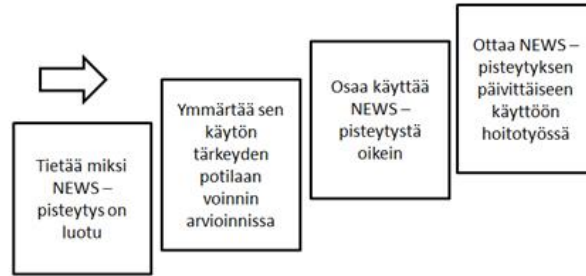 Tietää miksi
NEWS –
pisteytys on
luotu
Ymmärtää sen
käytön
tärkeyden
potilaan
voinnin
arvioinnissa
Osaa käyttää
NEWS –
pisteytystä
oikein
Ottaa NEWS –
pisteytyksen
päivittäiseen
käyttöön
hoitotyössä